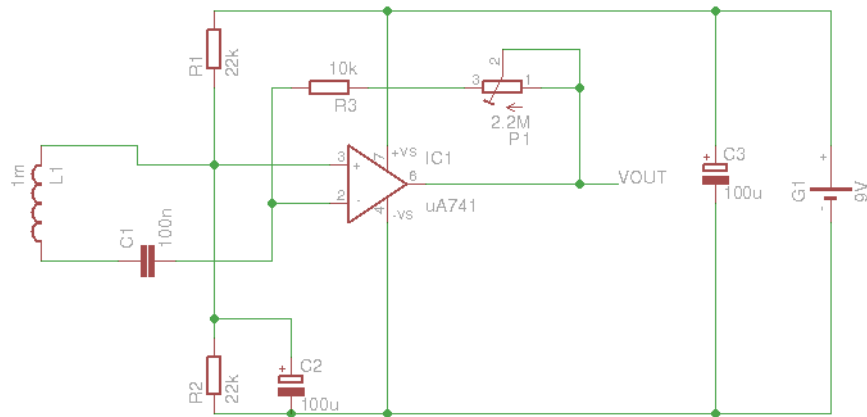 R1
22k
10k
R3
2
3
1
2.2M
P1
1m
L1
C1
100n
3
+
2
-
7
+VS
IC1
6
4
-VS
uA741
VOUT
+
C3
100u
+
-
G1
9V
R2
22k
+
C2
100u